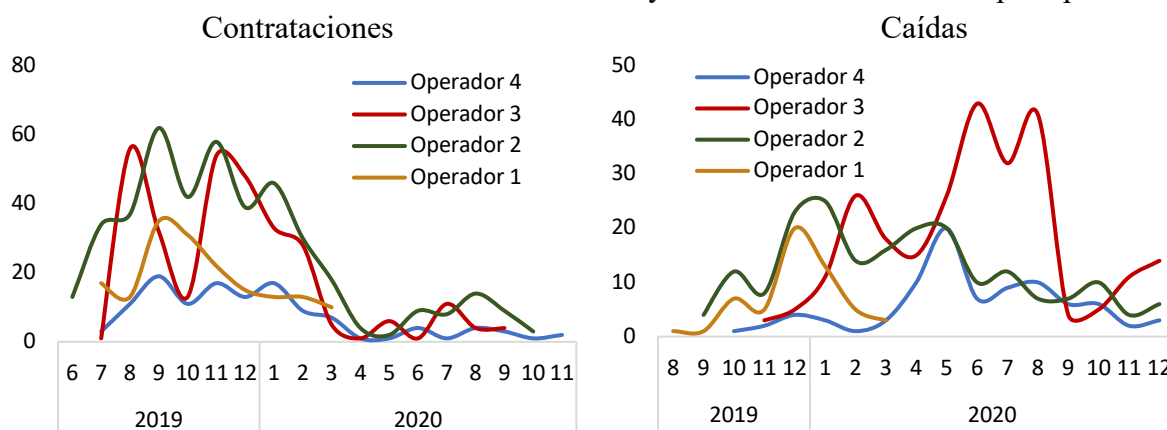 Contrataciones
80
60
40
20
0
Operador 4
Operador 3
Operador 2
Operador 1
6 7 8 9 10 11 12 1 2 3 4 5 6 7 8 9 10 11
2019 2020
Caídas
50
40
30
20
10
0
Operador 4
Operador 3
Operador 2
Operador 1
8 9 10 11 12 1 2 3 4 5 6 7 8 9 10 11 12
2019 2020